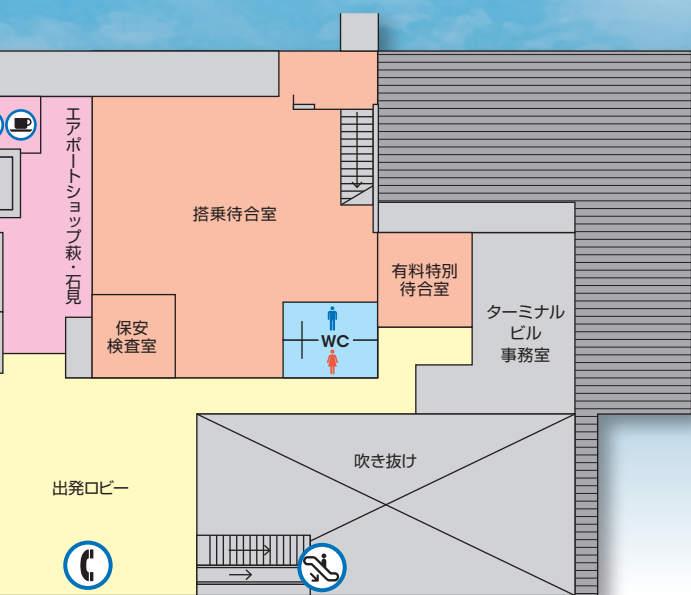 エアポートショップ萩・石見
搭乗待合室
有料特別
待合室
ターミナル
ビル
事務室
保安
検査室
WC
吹き抜け
出発ロビー